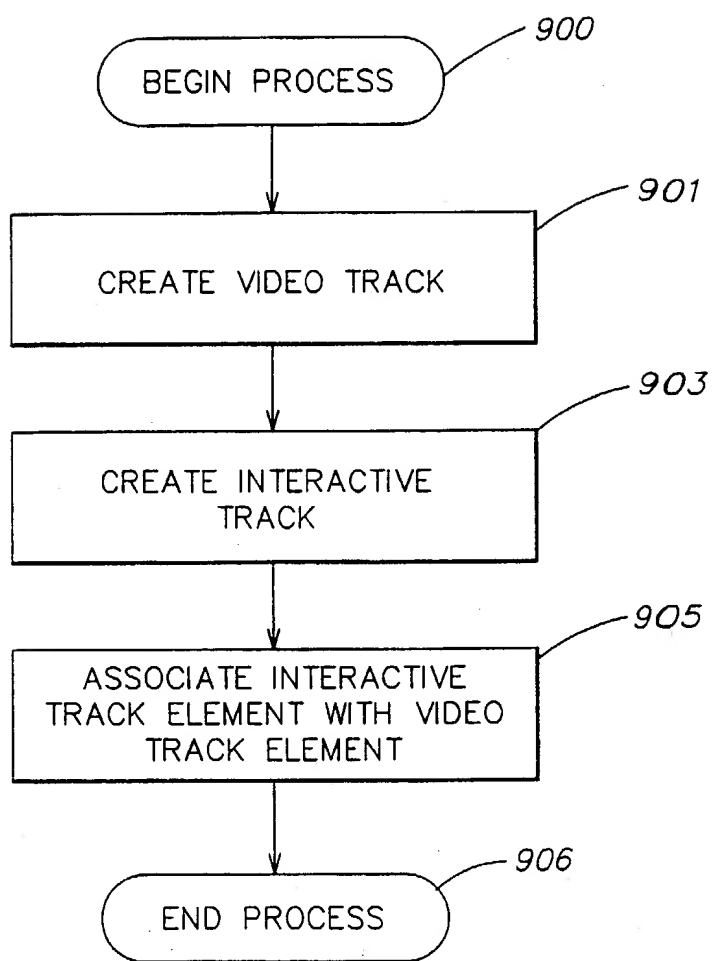 900
BEGIN PROCESS
901
CREATE VIDEO TRACK
903
CREATE INTERACTIVE
TRACK
905
ASSOCIATE INTERACTIVE
TRACK ELEMENT WITH VIDEO
TRACK ELEMENT
906
END PROCESS